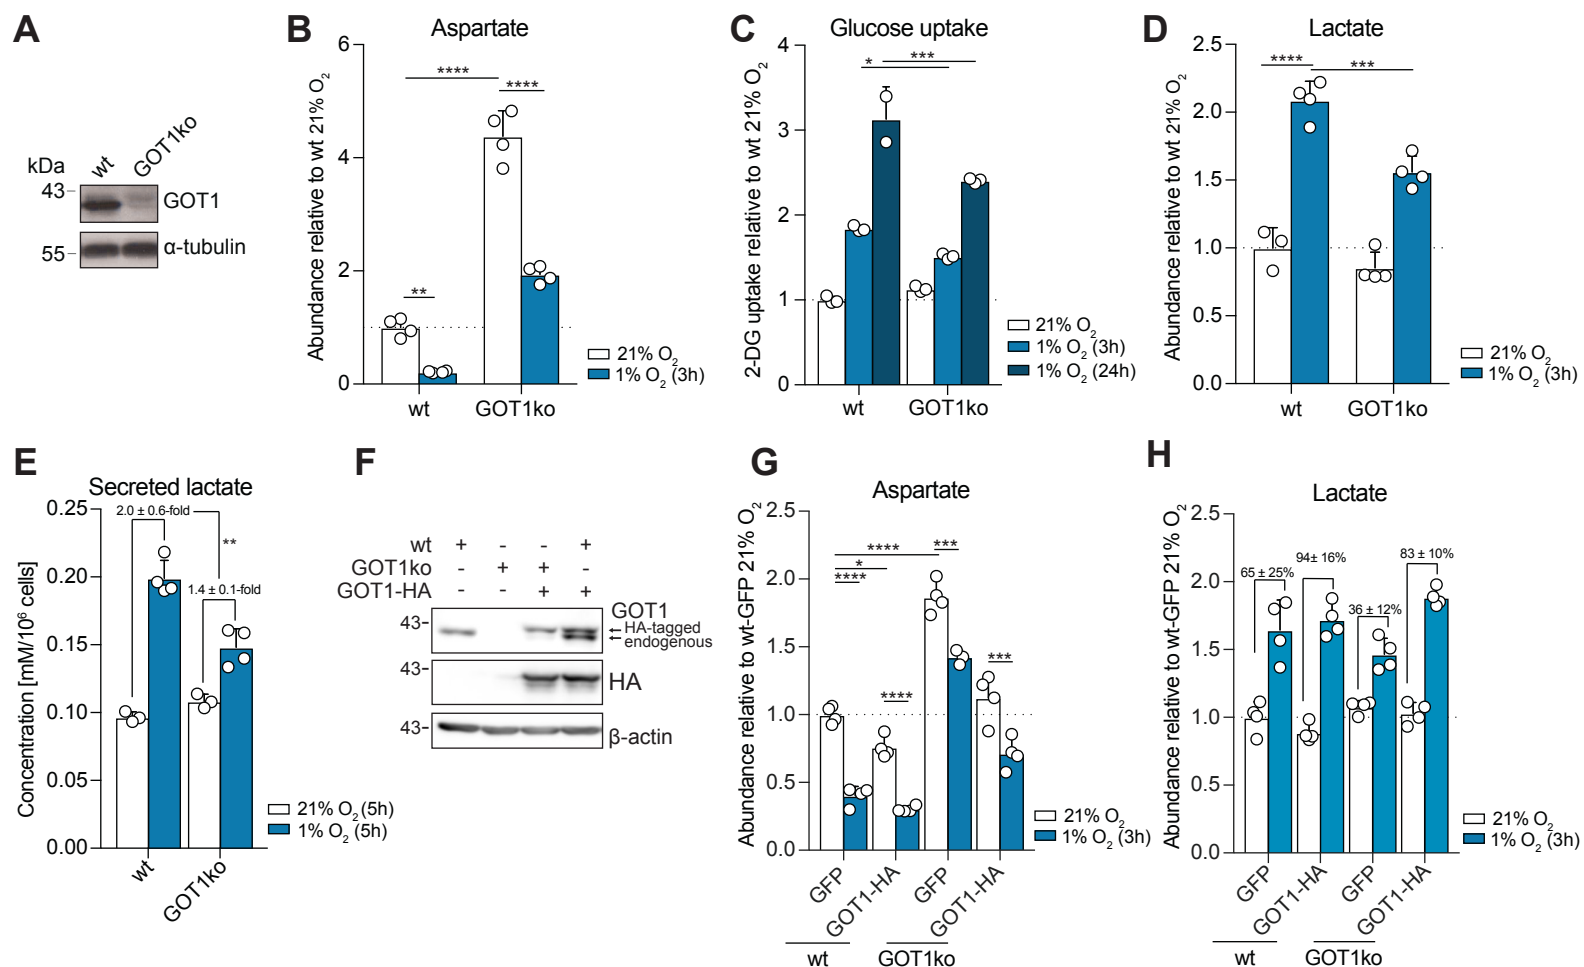 A
kDa
wt
GOT1ko
43
GOT1
55
α-tubulin
B
Aspartate
Abundance relative to wt 21% O2
6
4
2
0
****
****
**
wt
GOT1ko
21% O2
1% O2 (3h)
C
Glucose uptake
2-DG uptake relative to wt 21% O2
4
3
2
1
0
***
*
wt
GOT1ko
21% O2
1% O2 (3h)
1% O2 (24h)
D
Lactate
Abundance relative to wt 21% O2
2.5
2.0
1.5
1.0
0.5
0.0
****
***
wt
GOT1ko
21% O2
1% O2 (3h)
E
Secreted lactate
Concentration [mM/10⁶ cells]
0.25
0.20
0.15
0.10
0.05
0.00
2.0 ± 0.6-fold
**
1.4 ± 0.1-fold
wt
GOT1ko
21% O2 (5h)
1% O2 (5h)
F
wt + - - +
GOT1ko - + + -
GOT1-HA - - + +
43
GOT1
HA-tagged
endogenous
43
HA
43
β-actin
G
Aspartate
Abundance relative to wt-GFP 21% O2
2.5
2.0
1.5
1.0
0.5
0.0
****
*
****
***
****
***
GFP
GOT1-HA
GFP
GOT1-HA
wt
GOT1ko
21% O2
1% O2 (3h)
H
Lactate
Abundance relative to wt-GFP 21% O2
2.5
2.0
1.5
1.0
0.5
0.0
65 ± 25%
94± 16%
36 ± 12%
83 ± 10%
GFP
GOT1-HA
GFP
GOT1-HA
wt
GOT1ko
21% O2
1% O2 (3h)